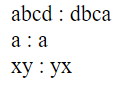 abcd : dbca
a : a
xy : yx